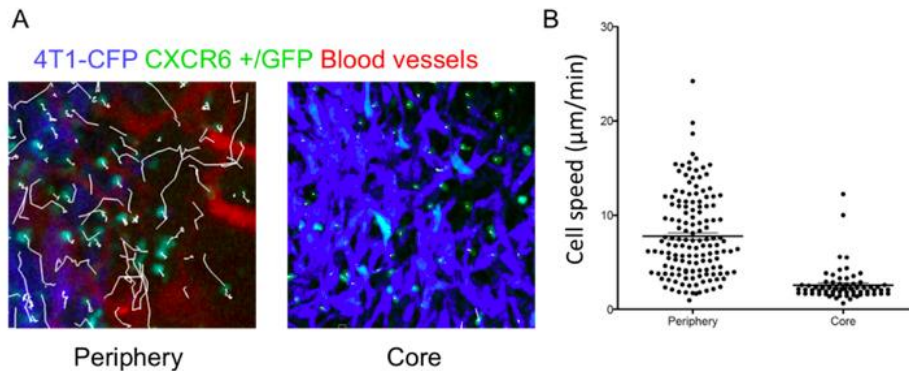 A
4T1-CFP CXCR6 +/GFP Blood vessels
Periphery
Core
B
Cell speed (µm/min)
30
20
10
0
Periphery
Core